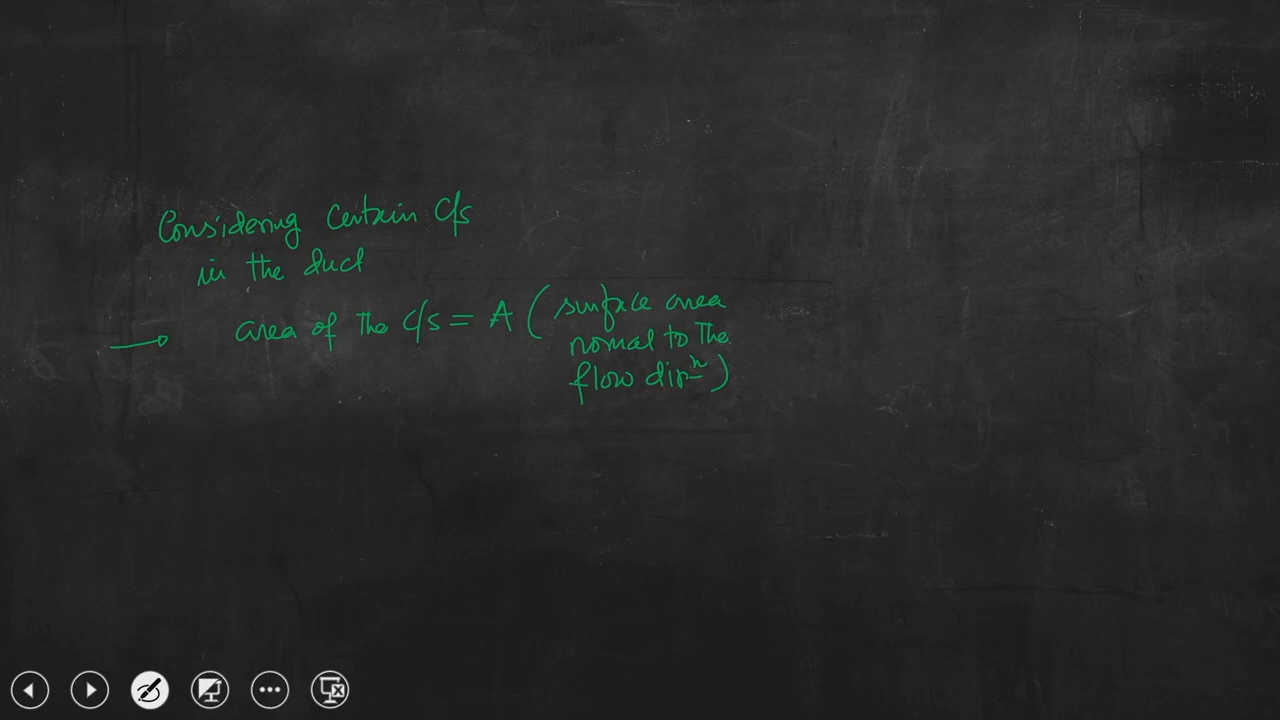 Considering certain c/s
in the duct
→ area of the c/s = A (surface area
normal to the
flow dirⁿ)